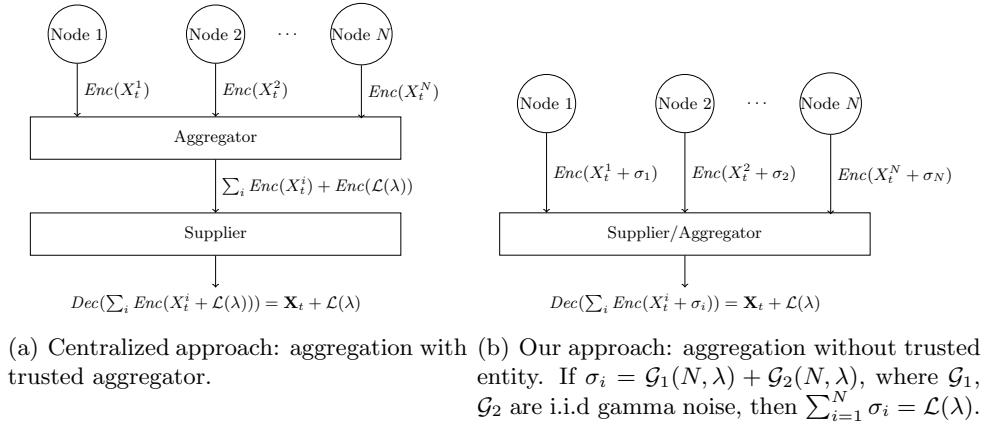 Node 1 Node 2 ⋯ Node N
Enc(X_t^1) Enc(X_t^2) Enc(X_t^N)
Aggregator
∑_i Enc(X_t^i) + Enc(ℒ(λ))
Supplier
Dec(∑_i Enc(X_t^i + ℒ(λ))) = 𝐗_t + ℒ(λ)
(a) Centralized approach: aggregation with
trusted aggregator.
Node 1 Node 2 ⋯ Node N
Enc(X_t^1 + σ_1) Enc(X_t^2 + σ_2) Enc(X_t^N + σ_N)
Supplier/Aggregator
Dec(∑_i Enc(X_t^i + σ_i)) = 𝐗_t + ℒ(λ)
(b) Our approach: aggregation without trusted
entity. If σ_i = 𝒢_1(N, λ) + 𝒢_2(N, λ), where 𝒢_1,
𝒢_2 are i.i.d gamma noise, then ∑_{i=1}^N σ_i = ℒ(λ).